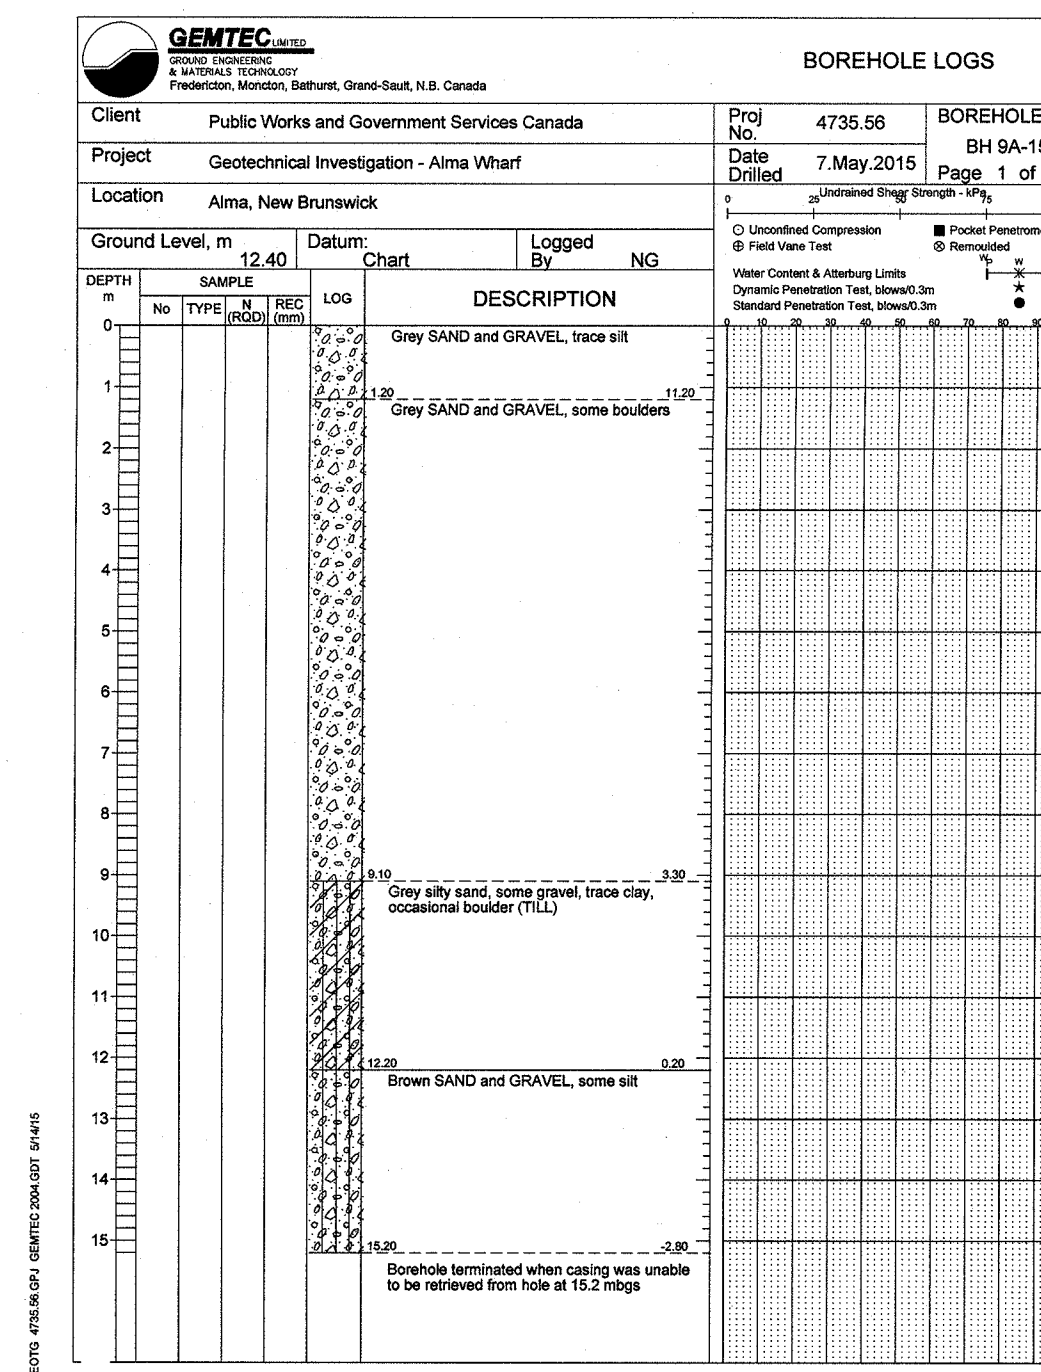 GEMTEC LIMITED
GROUND ENGINEERING
& MATERIALS TECHNOLOGY
Fredericton, Moncton, Bathurst, Grand-Sault, N.B. Canada
BOREHOLE LOGS
Client
Public Works and Government Services Canada
Proj No.
4735.56
BOREHOLE
BH 9A-15
Project
Geotechnical Investigation - Alma Wharf
Date Drilled
7.May.2015
Page 1 of
Location
Alma, New Brunswick
Undrained Shear Strength - kPa
0 25 50 75
Unconfined Compression
Pocket Penetrome
Field Vane Test
Remoulded
Ground Level, m
12.40
Datum:
Chart
Logged By
NG
Wp W
Water Content & Atterburg Limits
Dynamic Penetration Test, blows/0.3m
Standard Penetration Test, blows/0.3m
DEPTH m
SAMPLE
No TYPE N (RQD) REC (mm)
LOG
DESCRIPTION
0 10 20 30 40 50 60 70 80 90
0
Grey SAND and GRAVEL, trace silt
1
1.20 11.20
Grey SAND and GRAVEL, some boulders
2
3
4
5
6
7
8
9
9.10 3.30
Grey silty sand, some gravel, trace clay,
occasional boulder (TILL)
10
11
12
12.20 0.20
Brown SAND and GRAVEL, some silt
13
14
15
15.20 -2.80
Borehole terminated when casing was unable
to be retrieved from hole at 15.2 mbgs
EOTG 4735.56.GPJ GEMTEC 2004.GDT 5/14/15